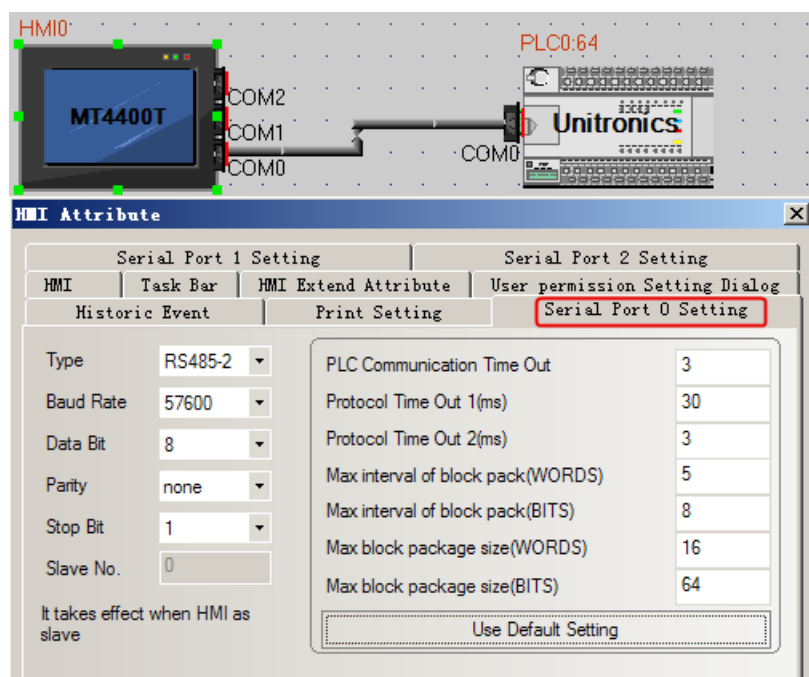 HMI0
PLC0:64
MT4400T
COM2
COM1
COM0
COM0
Unitronics
HMI Attribute
Serial Port 1 Setting
Serial Port 2 Setting
HMI
Task Bar
HMI Extend Attribute
User permission Setting Dialog
Historic Event
Print Setting
Serial Port 0 Setting
Type RS485-2
Baud Rate 57600
Data Bit 8
Parity none
Stop Bit 1
Slave No. 0
It takes effect when HMI as
slave
PLC Communication Time Out 3
Protocol Time Out 1(ms) 30
Protocol Time Out 2(ms) 3
Max interval of block pack(WORDS) 5
Max interval of block pack(BITS) 8
Max block package size(WORDS) 16
Max block package size(BITS) 64
Use Default Setting